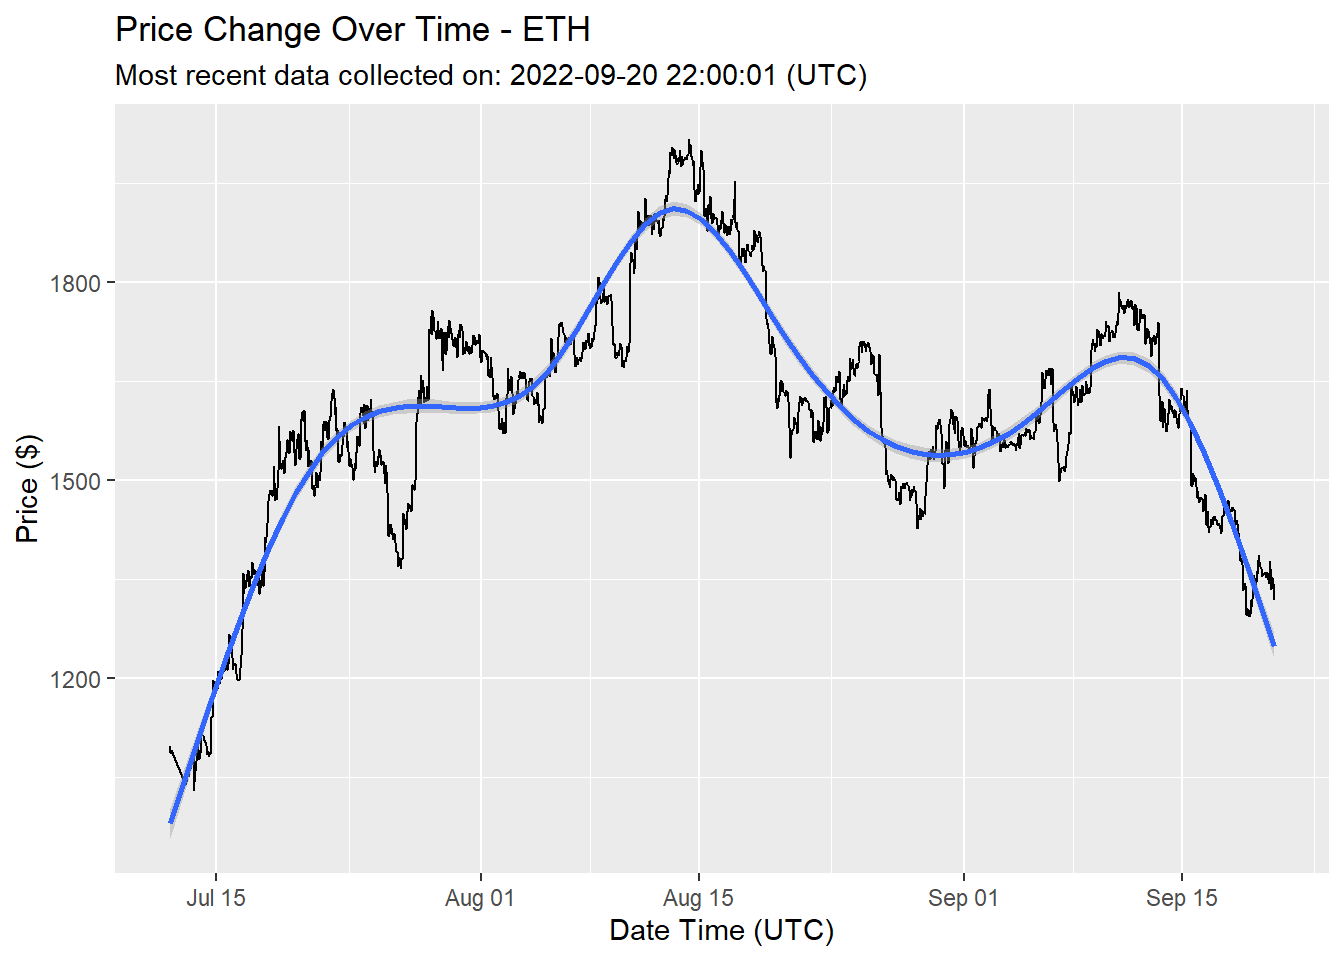 Price Change Over Time - ETH
Most recent data collected on: 2022-09-20 22:00:01 (UTC)
Price ($)
1800
1500
1200
Jul 15
Aug 01
Aug 15
Sep 01
Sep 15
Date Time (UTC)